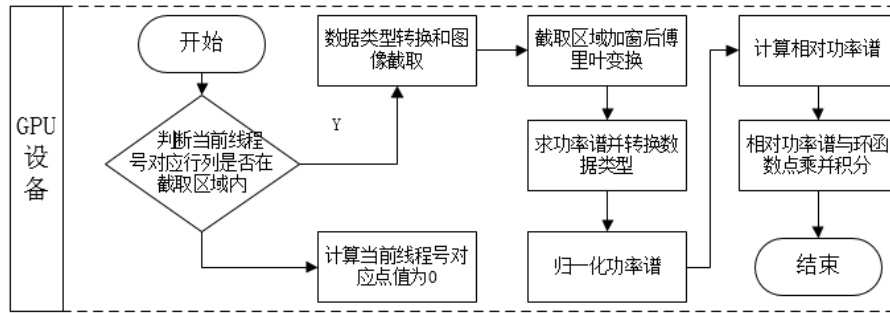 GPU
设
备
开始
判断当前线程
号对应行列是否在
截取区域内
Y
数据类型转换和图
像截取
计算当前线程号对
应点值为0
截取区域加窗后傅
里叶变换
求功率谱并转换数
据类型
归一化功率谱
计算相对功率谱
相对功率谱与环函
数点乘并积分
结束